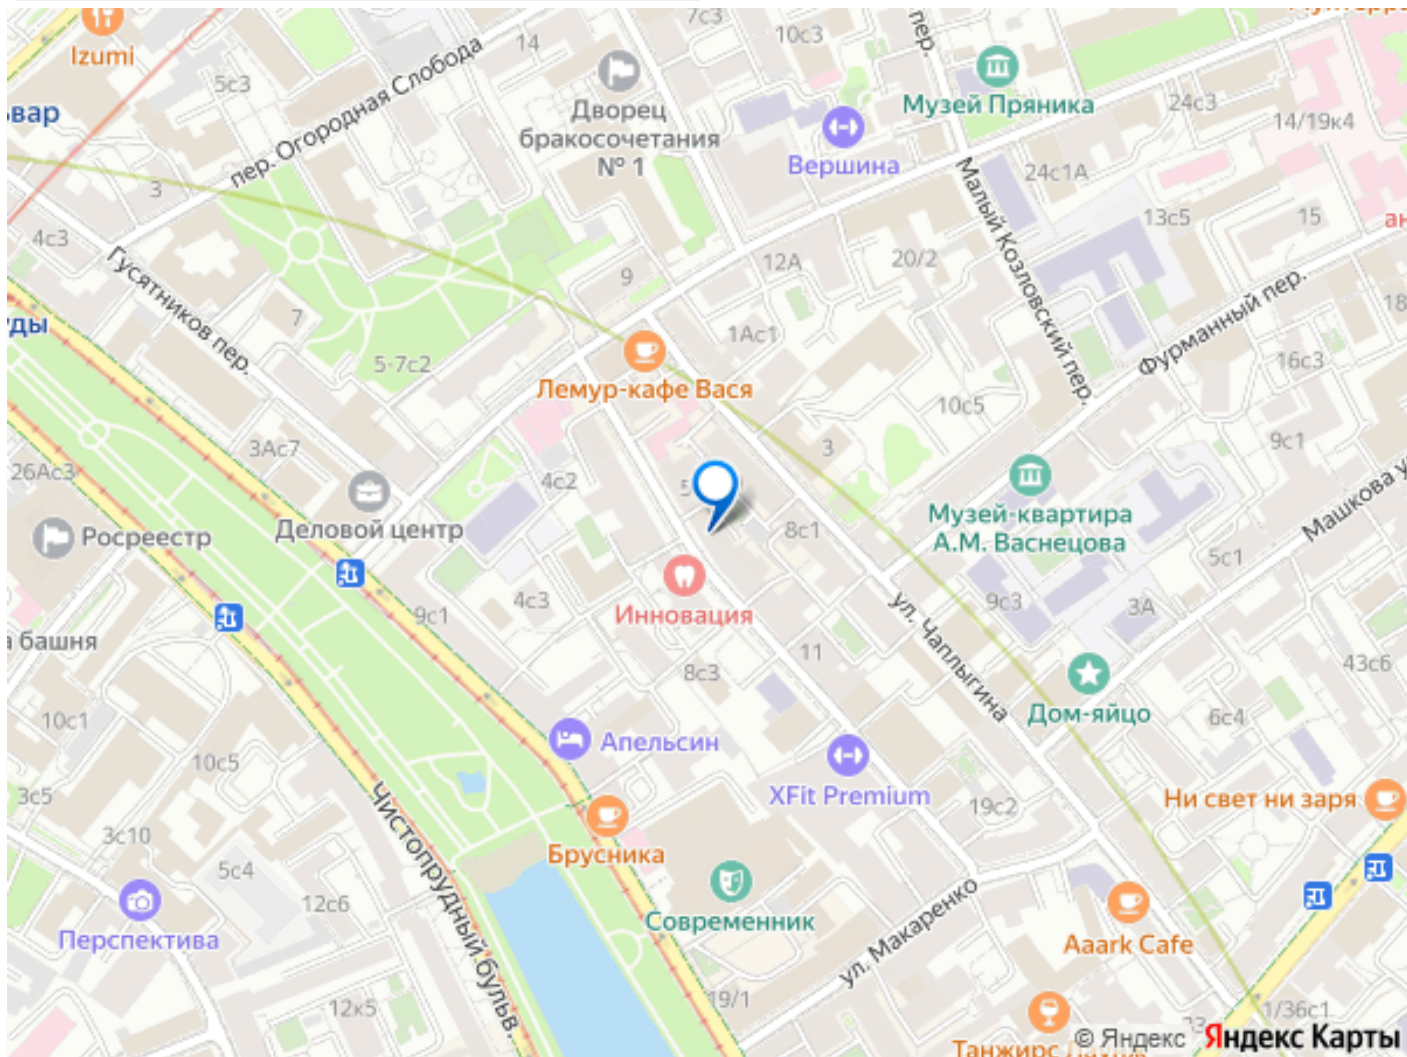 7с3
10с3
пер.
14
Izumi
5с3
Дворец
бракосочетания
№ 1
Музей Пряника
24с3
14/19к4
вар
Вершина
пер. Огородная Слобода
24с1А
3
Малый Козловский пер.
13с5
15
4с3
Гусятников пер.
9
12А
20/2
Фурманный пер.
18
7
ды
1Ас1
5-7с2
Лемур-кафе Вася
16с3
10с5
3
9с1
3Ас7
26Ас3
4с2
5
Музей-квартира
А.М. Васнецова
Машкова у
Росреестр
Деловой центр
8с1
5с1
9с3
3А
4с3
9с1
Инновация
ул. Чаплыгина
а башня
11
43с6
8с3
Дом-яйцо
6с4
10с1
Апельсин
10с5
XFit Premium
19с2
Ни свет ни заря
3с5
3с10
Чистопрудный бульв.
Брусника
5с4
12с6
Современник
ул. Макаренко
Aaark Cafe
Перспектива
12к5
19/1
1/36с1
© Яндекс Яндекс Карты
Танжирс